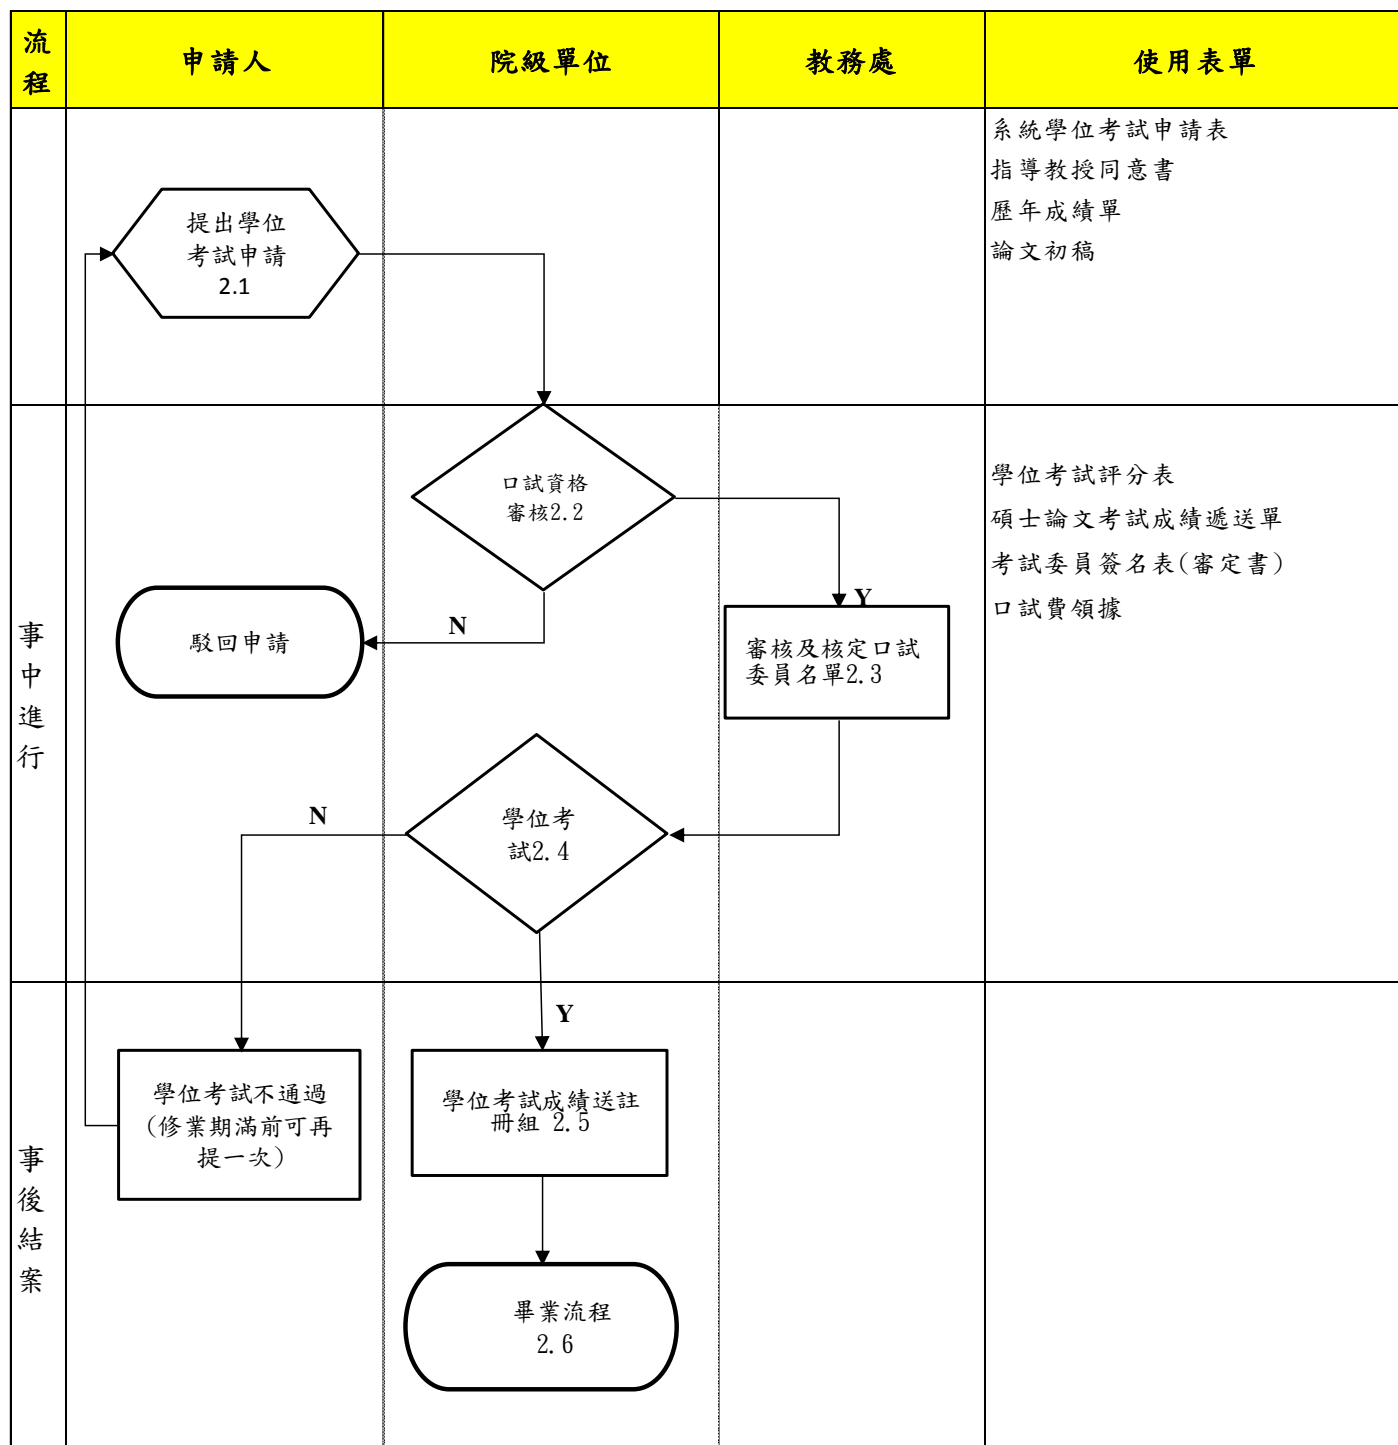 流程
申請人
院級單位
教務處
使用表單
系統學位考試申請表
指導教授同意書
歷年成績單
論文初稿
提出學位
考試申請
2.1
事中進行
口試資格
審核2.2
學位考試評分表
碩士論文考試成績遞送單
考試委員簽名表(審定書)
口試費領據
Y
N
駁回申請
審核及核定口試
委員名單2.3
N
學位考
試2.4
Y
事後結案
學位考試不通過
(修業期滿前可再
提一次)
學位考試成績送註
冊組 2.5
畢業流程
2.6